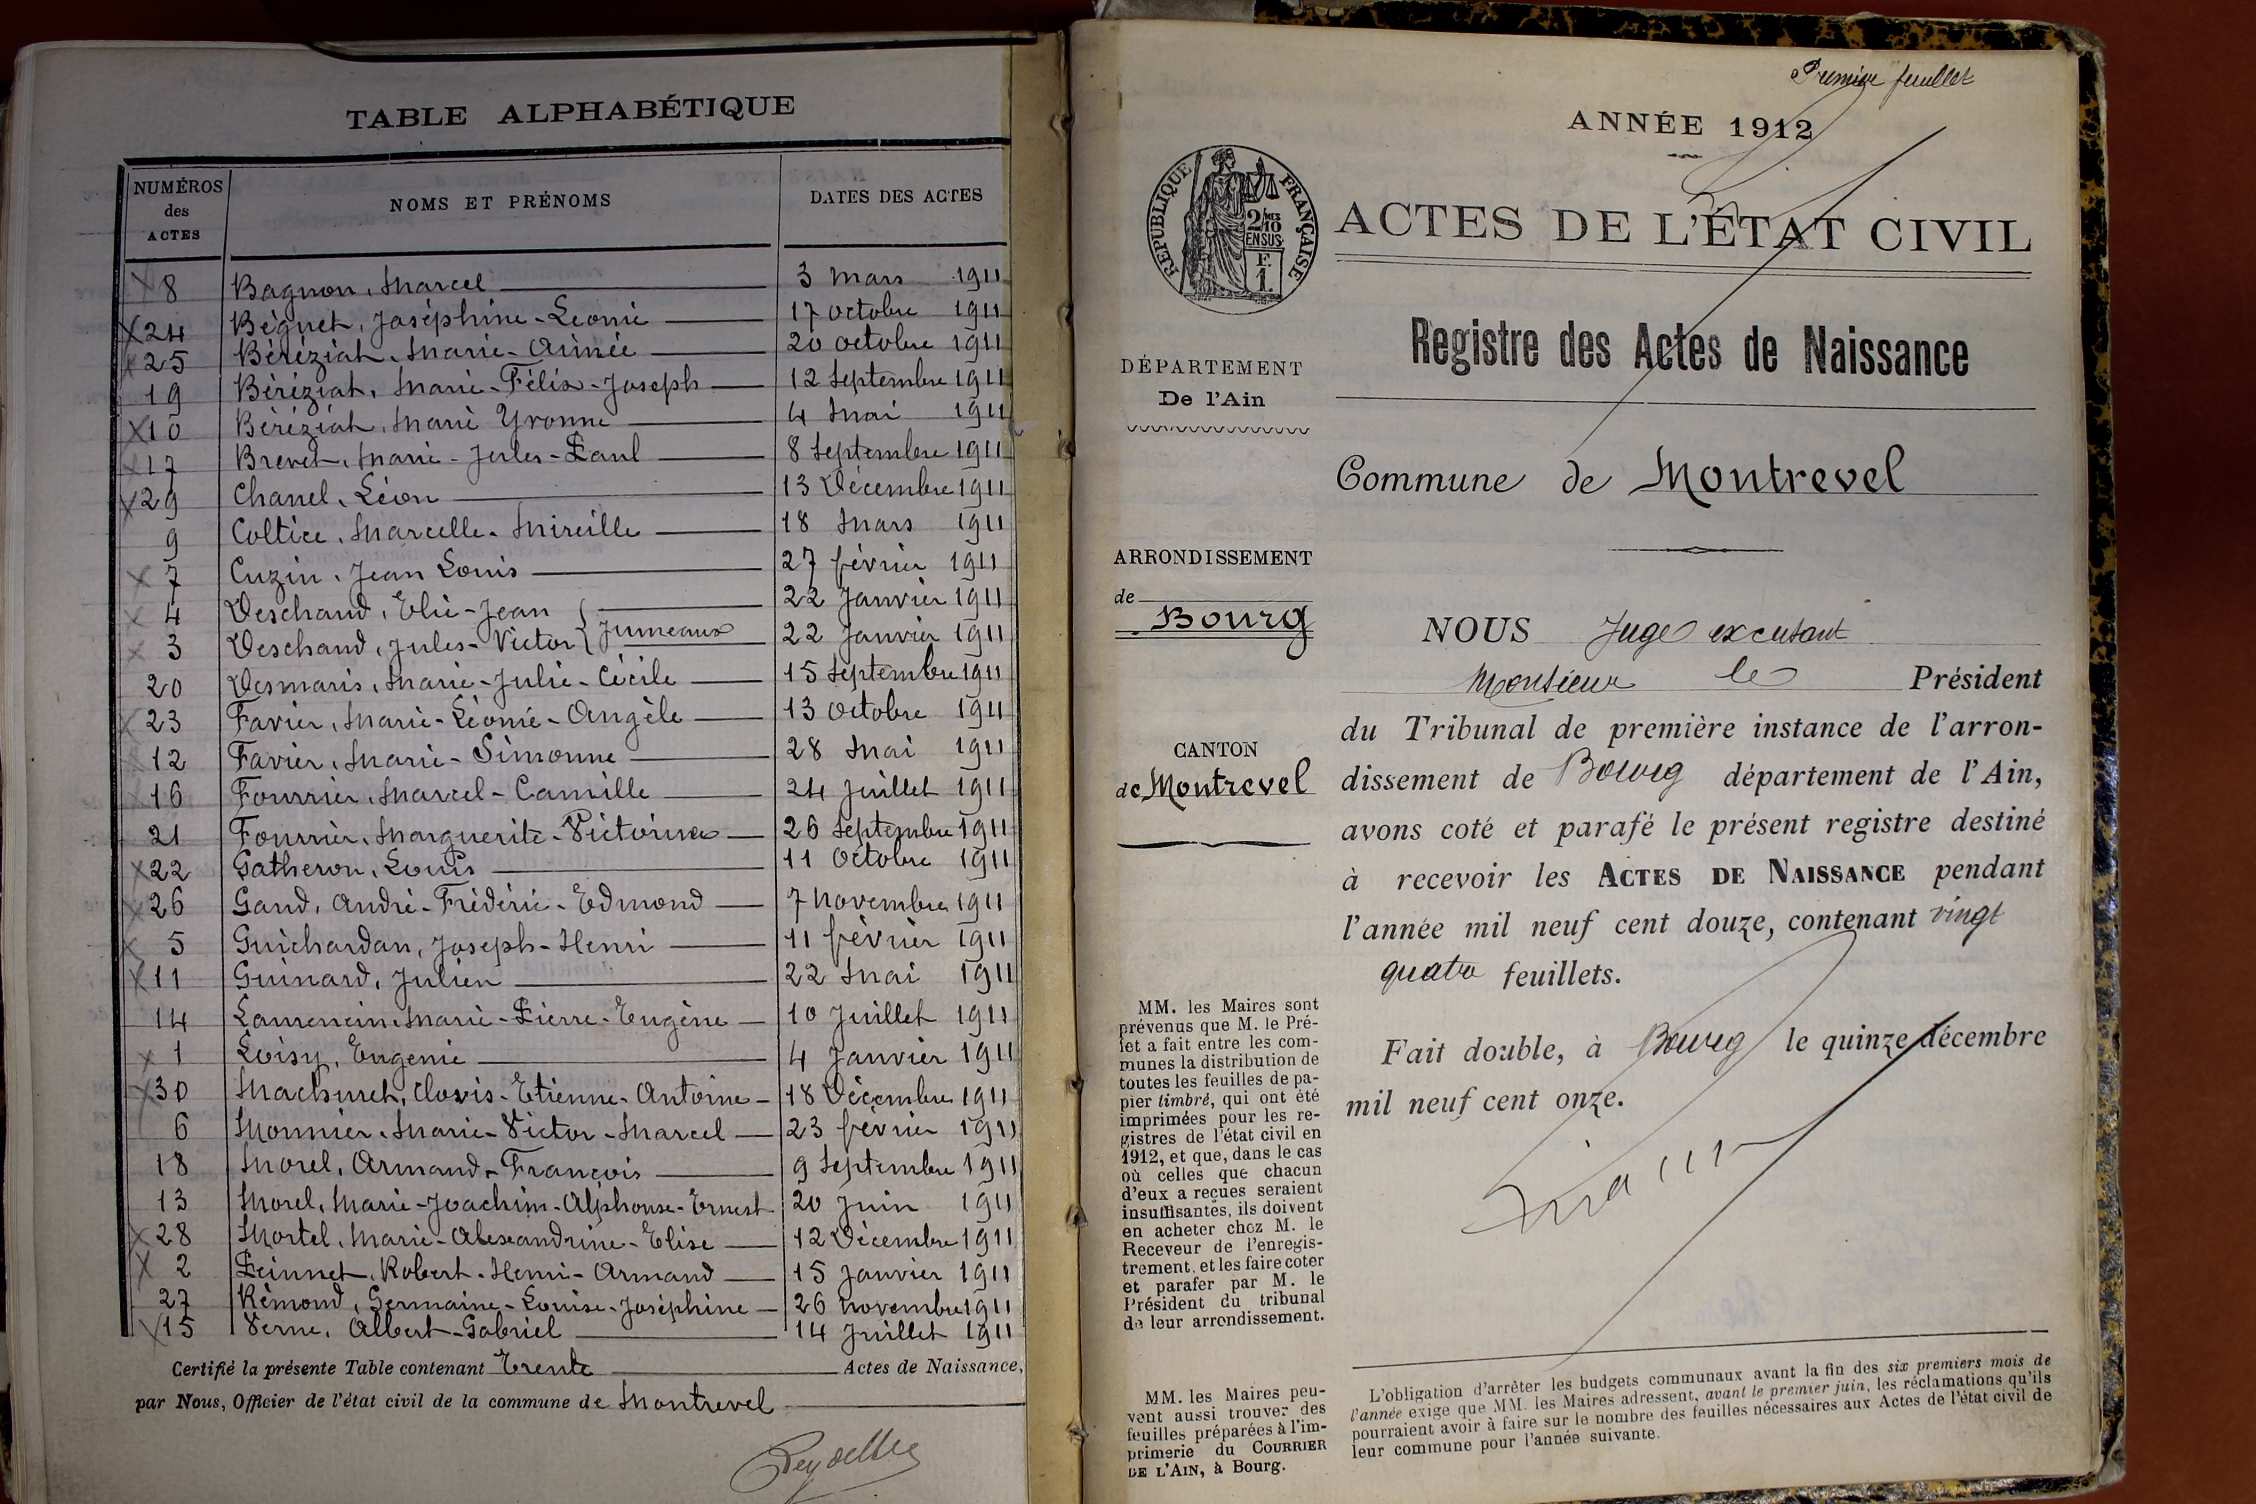 TABLE ALPHABÉTIQUE
NUMÉROS des ACTES NOMS ET PRÉNOMS DATES DES ACTES
8 Bagnon, Marcel 3 Mars 1911
24 Béguet, Joséphine-Léonie 17 octobre 1911
25 Béréziat, Marie-Aimée 20 octobre 1911
19 Béréziat, Marie-Félix-Joseph 12 Septembre 1911
10 Béréziat, Marie Yvonne 4 Mai 1911
17 Brevet, Marie-Jules-Paul 8 Septembre 1911
29 Chanel, Léon 13 Décembre 1911
9 Coltice, Marcelle-Mireille 18 Mars 1911
7 Cuzin, Jean Louis 27 février 1911
4 Deschand, Elie-Jean 22 Janvier 1911
3 Deschand, Jules-Victor Jumeaux 22 Janvier 1911
20 Desmaris, Marie-Julie-Cécile 15 Septembre 1911
23 Favier, Marie-Léonie-Angèle 13 octobre 1911
12 Favier, Marie-Simonne 28 Mai 1911
16 Fourrier, Marcel-Camille 24 Juillet 1911
21 Fourrier, Marguerite-Victorine 26 Septembre 1911
22 Gatheron, Louis 11 octobre 1911
26 Gand, André-Frédéric-Edmond 7 Novembre 1911
5 Guichardan, Joseph-Henri 11 février 1911
11 Guinard, Julien 22 Mai 1911
14 Laurencin, Marie-Pierre-Eugène 10 Juillet 1911
1 Loisy, Eugenie 4 Janvier 1911
30 Machuret, Clovis-Etienne-Antoine 18 Décembre 1911
6 Monnier, Marie-Victor-Marcel 23 février 1911
18 Morel, Armand-François 9 Septembre 1911
13 Morel, Marie-Joachim-Alphonse-Ernest 20 Juin 1911
28 Mortel, Marie-Alexandrine-Elise 12 Décembre 1911
2 Peinnet, Robert-Henri-Armand 15 Janvier 1911
27 Rémond, Germaine-Louise-Joséphine 26 novembre 1911
15 Verne, Albert-Gabriel 14 Juillet 1911
Certifié la présente Table contenant Trente Actes de Naissance,
par Nous, Officier de l'état civil de la commune de Montrevel
Première feuillet
ANNÉE 1912
RÉPUBLIQUE FRANÇAISE
2/10
EN SUS
F.
1.
ACTES DE L'ÉTAT CIVIL
Registre des Actes de Naissance
DÉPARTEMENT
De l'Ain
Commune de Montrevel
ARRONDISSEMENT
de Bourg
CANTON
de Montrevel
NOUS Juge excusant
Monsieur le Président
du Tribunal de première instance de l'arron-
dissement de Bourg département de l'Ain,
avons coté et parafé le présent registre destiné
à recevoir les ACTES DE NAISSANCE pendant
l'année mil neuf cent douze, contenant vingt
quatre feuillets.
Fait double, à Bourg le quinze décembre
mil neuf cent onze.
MM. les Maires sont
prévenus que M. le Pré-
fet a fait entre les com-
munes la distribution de
toutes les feuilles de pa-
pier timbré, qui ont été
imprimées pour les re-
gistres de l'état civil en
1912, et que, dans le cas
où celles que chacun
d'eux a reçues seraient
insuffisantes, ils doivent
en acheter chez M. le
Receveur de l'enregis-
trement, et les faire coter
et parafer par M. le
Président du tribunal
de leur arrondissement.
MM. les Maires peu-
vent aussi trouver des
feuilles préparées à l'im-
primerie du COURRIER
DE L'AIN, à Bourg.
L'obligation d'arrêter les budgets communaux avant la fin des six premiers mois de
l'année exige que MM. les Maires adressent, avant le premier juin, les réclamations qu'ils
pourraient avoir à faire sur le nombre des feuilles nécessaires aux Actes de l'état civil de
leur commune pour l'année suivante.